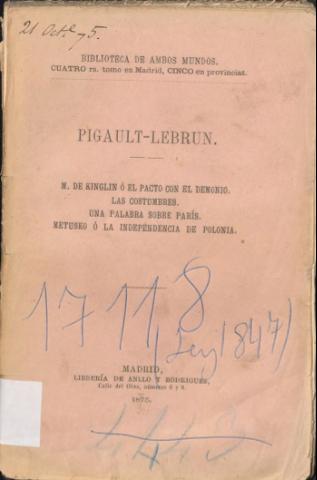 21 Oct.e 75.
BIBLIOTECA DE AMBOS MUNDOS.
CUATRO rs. tomo en Madrid, CINCO en provincias.
PIGAULT-LEBRUN.
M. DE KINGLIN Ó EL PACTO CON EL DEMONIO.
LAS COSTUMBRES.
UNA PALABRA SOBRE PARÍS.
METUSKO Ó LA INDEPENDENCIA DE POLONIA.
17118
1847)
MADRID,
LIBRERÍA DE ANLLO Y RODRIGUEZ,
Calle del Olivo, números 6 y 8.
1875.